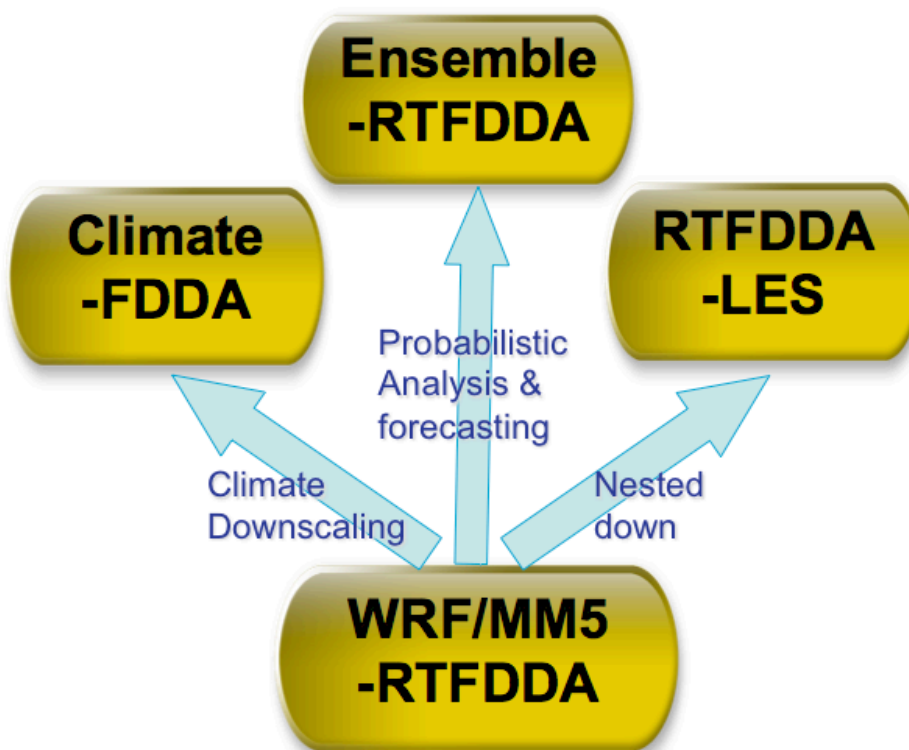 Ensemble
-RTFDDA
Climate
-FDDA
RTFDDA
-LES
Probabilistic
Analysis &
forecasting
Climate
Downscaling
Nested
down
WRF/MM5
-RTFDDA